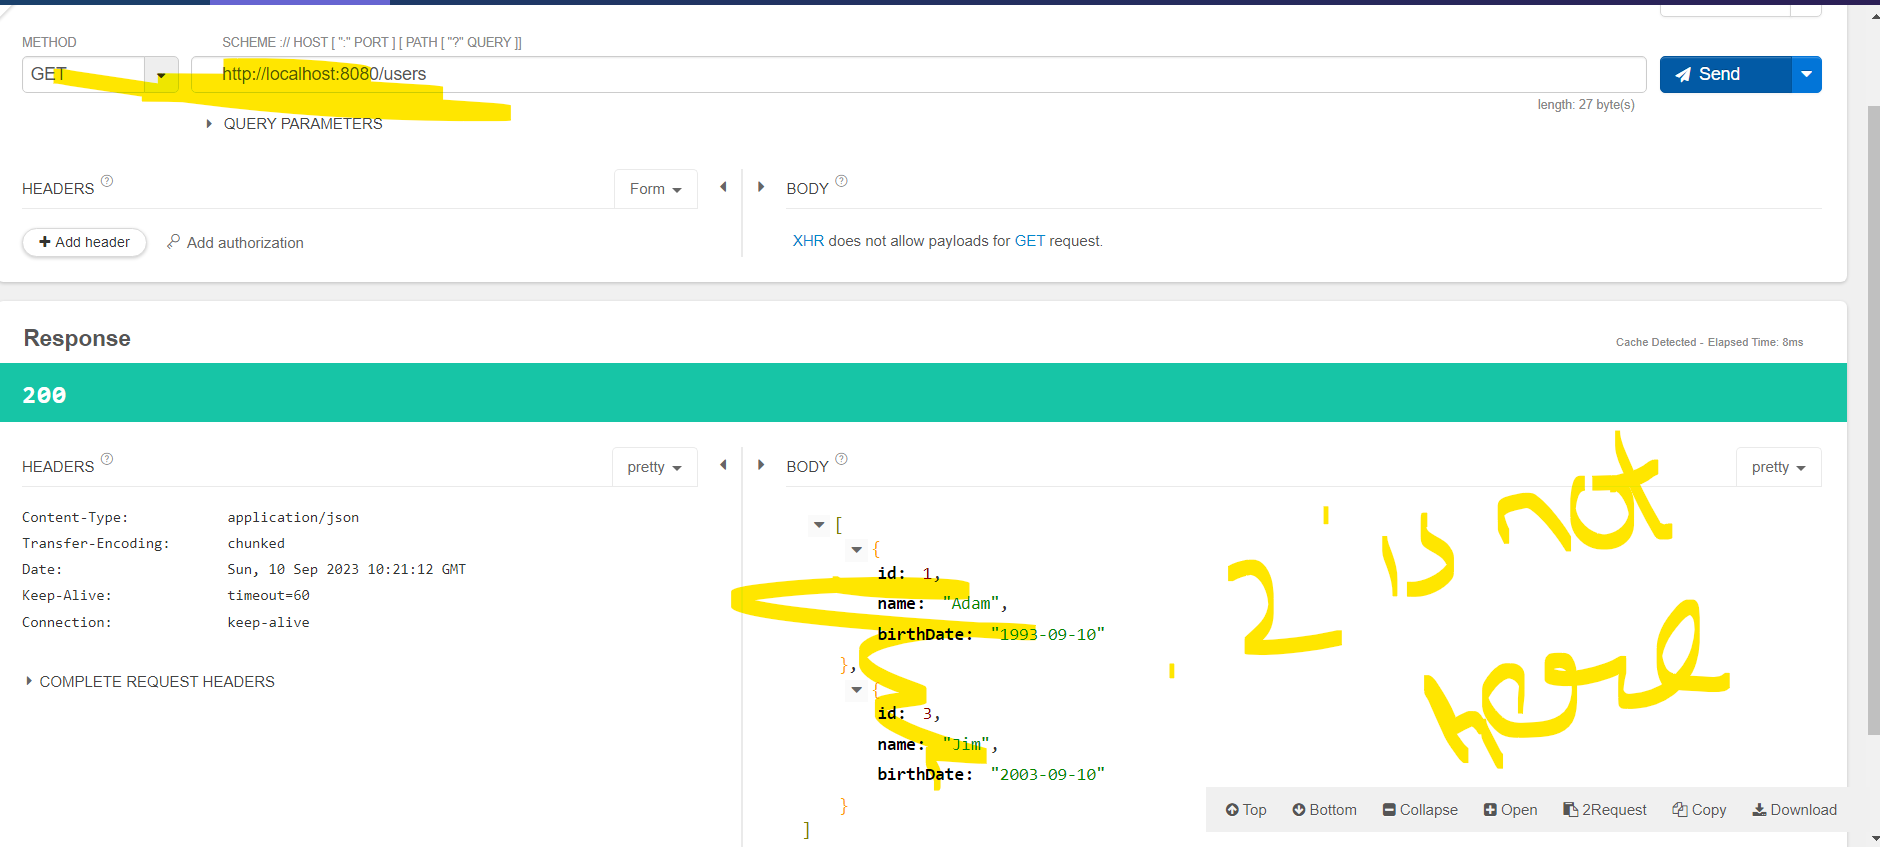 METHOD
SCHEME :// HOST [ ":" PORT ] [ PATH [ "?" QUERY ]]
GET
http://localhost:8080/users
Send
length: 27 byte(s)
QUERY PARAMETERS
HEADERS ?
Form
BODY ?
Add header
Add authorization
XHR does not allow payloads for GET request.
Response
Cache Detected - Elapsed Time: 8ms
200
HEADERS ?
pretty
BODY ?
pretty
Content-Type: application/json
Transfer-Encoding: chunked
Date: Sun, 10 Sep 2023 10:21:12 GMT
Keep-Alive: timeout=60
Connection: keep-alive
COMPLETE REQUEST HEADERS
[
{
id: 1,
name: "Adam",
birthDate: "1993-09-10"
},
{
id: 3,
name: "Jim",
birthDate: "2003-09-10"
}
]
'2' is not
here
Top
Bottom
Collapse
Open
2Request
Copy
Download